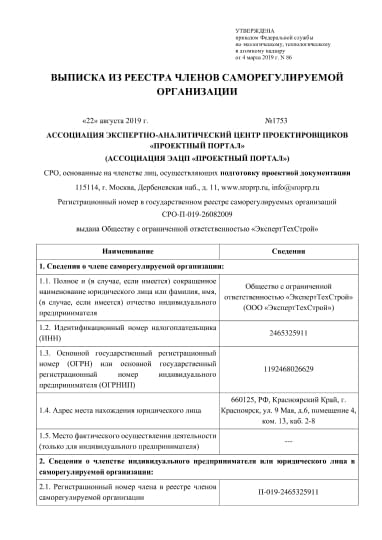 УТВЕРЖДЕНА
приказом Федеральной службы
по экологическому, технологическому
и атомному надзору
от 4 марта 2019 г. N 86
ВЫПИСКА ИЗ РЕЕСТРА ЧЛЕНОВ САМОРЕГУЛИРУЕМОЙ
ОРГАНИЗАЦИИ
«22» августа 2019 г. №1753
АССОЦИАЦИЯ ЭКСПЕРТНО-АНАЛИТИЧЕСКИЙ ЦЕНТР ПРОЕКТИРОВЩИКОВ
«ПРОЕКТНЫЙ ПОРТАЛ»
(АССОЦИАЦИЯ ЭАЦП «ПРОЕКТНЫЙ ПОРТАЛ»)
СРО, основанные на членстве лиц, осуществляющих подготовку проектной документации
115114, г. Москва, Дербеневская наб., д. 11, www.sroprp.ru, info@sroprp.ru
Регистрационный номер в государственном реестре саморегулируемых организаций
СРО-П-019-26082009
выдана Обществу с ограниченной ответственностью «ЭкспертТехСтрой»
Наименование Сведения
1. Сведения о члене саморегулируемой организации:
1.1. Полное и (в случае, если имеется) сокращенное
наименование юридического лица или фамилия, имя,
(в случае, если имеется) отчество индивидуального
предпринимателя
Общество с ограниченной
ответственностью «ЭкспертТехСтрой»
(ООО «ЭкспертТехСтрой»)
1.2. Идентификационный номер налогоплательщика
(ИНН)
2465325911
1.3. Основной государственный регистрационный
номер (ОГРН) или основной государственный
регистрационный номер индивидуального
предпринимателя (ОГРНИП)
1192468026629
1.4. Адрес места нахождения юридического лица
660125, РФ, Красноярский Край, г.
Красноярск, ул. 9 Мая, д.6, помещение 4,
ком. 13, каб. 2-8
1.5. Место фактического осуществления деятельности
(только для индивидуального предпринимателя)
---
2. Сведения о членстве индивидуального предпринимателя или юридического лица в
саморегулируемой организации:
2.1. Регистрационный номер члена в реестре членов
саморегулируемой организации
П-019-2465325911